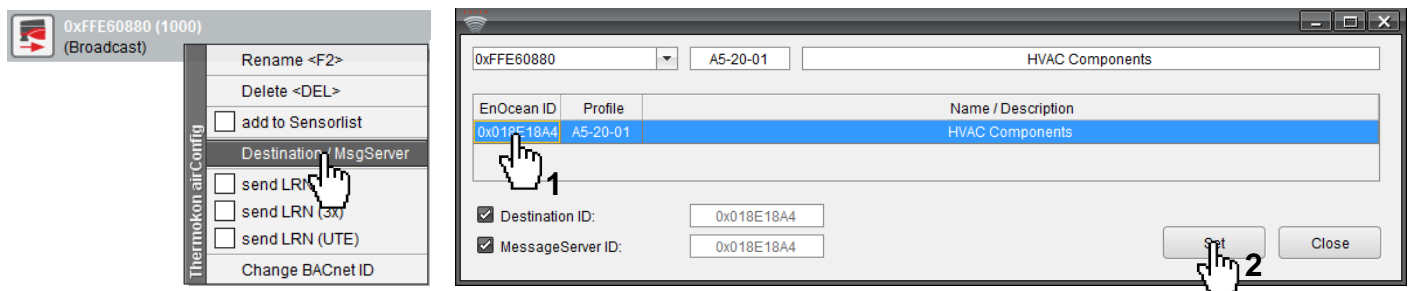 0xFFE60880 (1000)
(Broadcast)
Thermokon airConfig
Rename <F2>
Delete <DEL>
add to Sensorlist
Destination / MsgServer
send LRN
send LRN (3x)
send LRN (UTE)
Change BACnet ID
0xFFE60880 A5-20-01 HVAC Components
EnOcean ID Profile Name / Description
0x018E18A4 A5-20-01 HVAC Components
1
Destination ID: 0x018E18A4
MessageServer ID: 0x018E18A4
Set Close
2